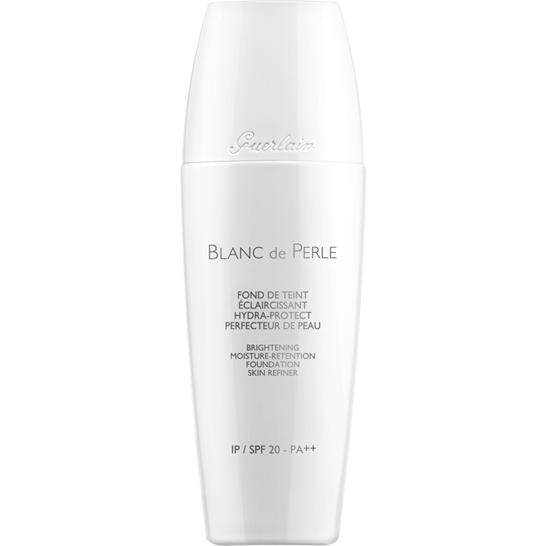 Guerlain
BLANC de PERLE
FOND DE TEINT
ÉCLAIRCISSANT
HYDRA-PROTECT
PERFECTEUR DE PEAU
BRIGHTENING
MOISTURE-RETENTION
FOUNDATION
SKIN REFINER
IP / SPF 20 - PA++